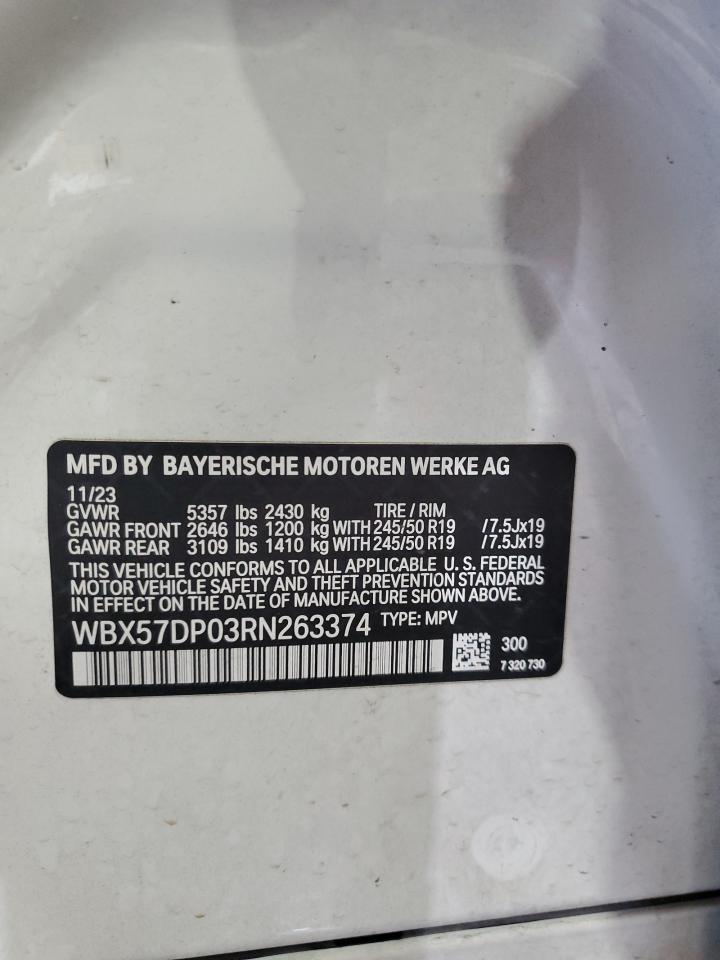 MFD BY BAYERISCHE MOTOREN WERKE AG
11/23
GVWR 5357 lbs 2430 kg TIRE / RIM
GAWR FRONT 2646 lbs 1200 kg WITH 245/50 R19 /7.5Jx19
GAWR REAR 3109 lbs 1410 kg WITH 245/50 R19 /7.5Jx19
THIS VEHICLE CONFORMS TO ALL APPLICABLE U. S. FEDERAL
MOTOR VEHICLE SAFETY AND THEFT PREVENTION STANDARDS
IN EFFECT ON THE DATE OF MANUFACTURE SHOWN ABOVE.
WBX57DP03RN263374 TYPE: MPV
300
7 320 730